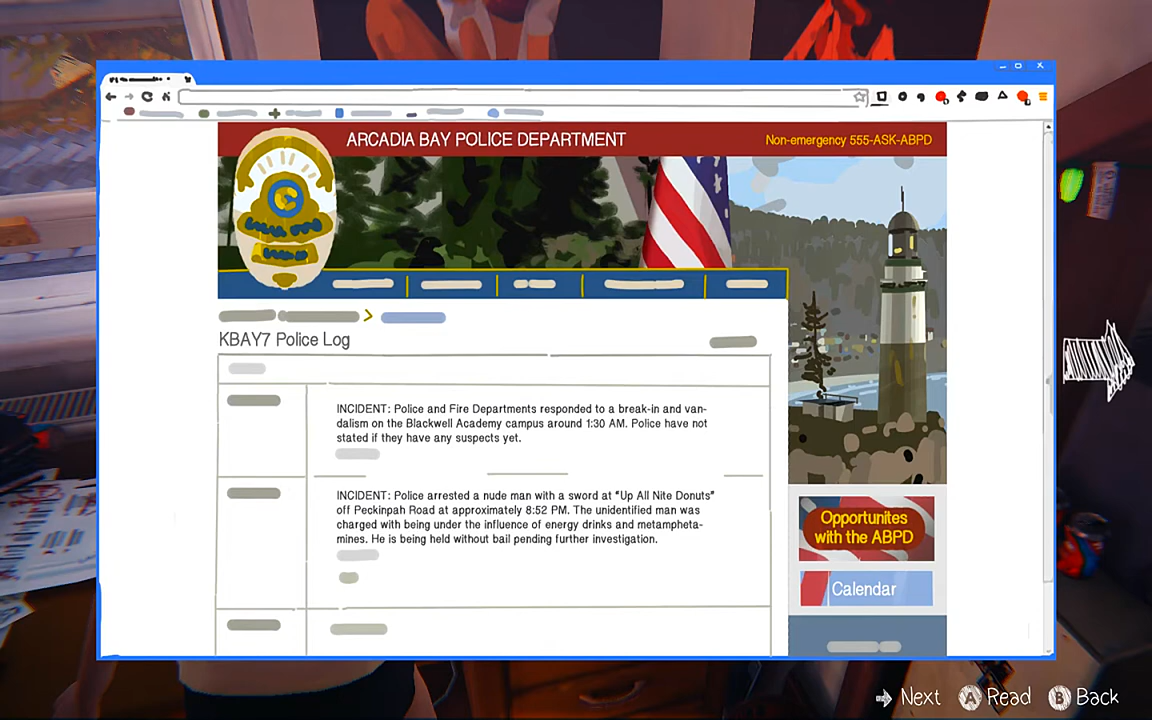 ARCADIA BAY POLICE DEPARTMENT
Non-emergency 555-ASK-ABPD
KBAY7 Police Log
INCIDENT: Police and Fire Departments responded to a break-in and van-
dalism on the Blackwell Academy campus around 1:30 AM. Police have not
stated if they have any suspects yet.
INCIDENT: Police arrested a nude man with a sword at "Up All Nite Donuts"
off Peckinpah Road at approximately 8:52 PM. The unidentified man was
charged with being under the influence of energy drinks and metampheta-
mines. He is being held without bail pending further investigation.
Opportunites
with the ABPD
Calendar
Next
A Read
B Back